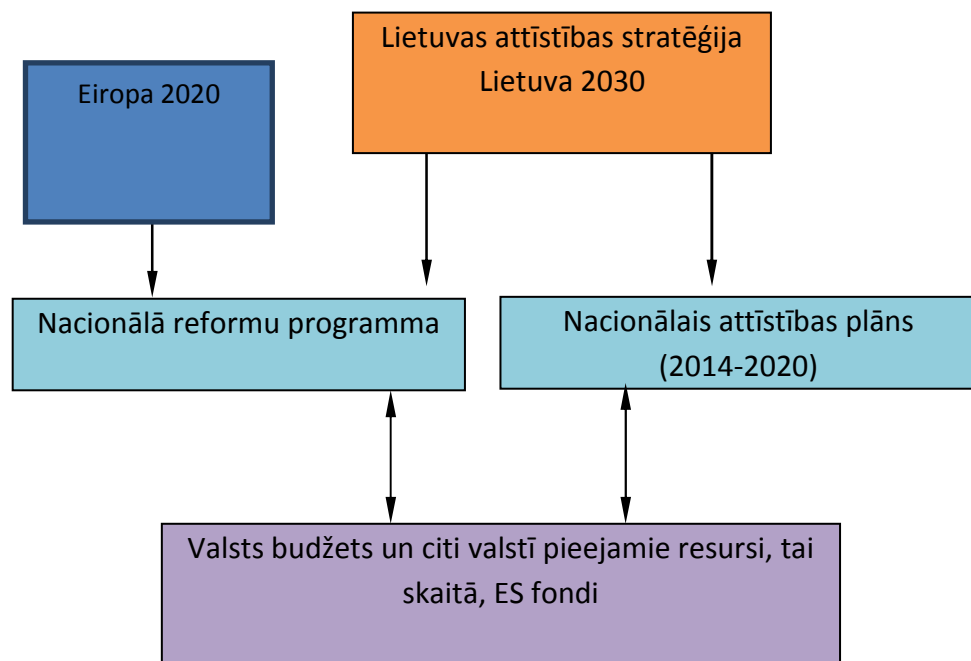 Lietuvas attīstības stratēģija
Lietuva 2030
Eiropa 2020
Nacionālā reformu programma
Nacionālais attīstības plāns
(2014-2020)
Valsts budžets un citi valstī pieejamie resursi, tai
skaitā, ES fondi